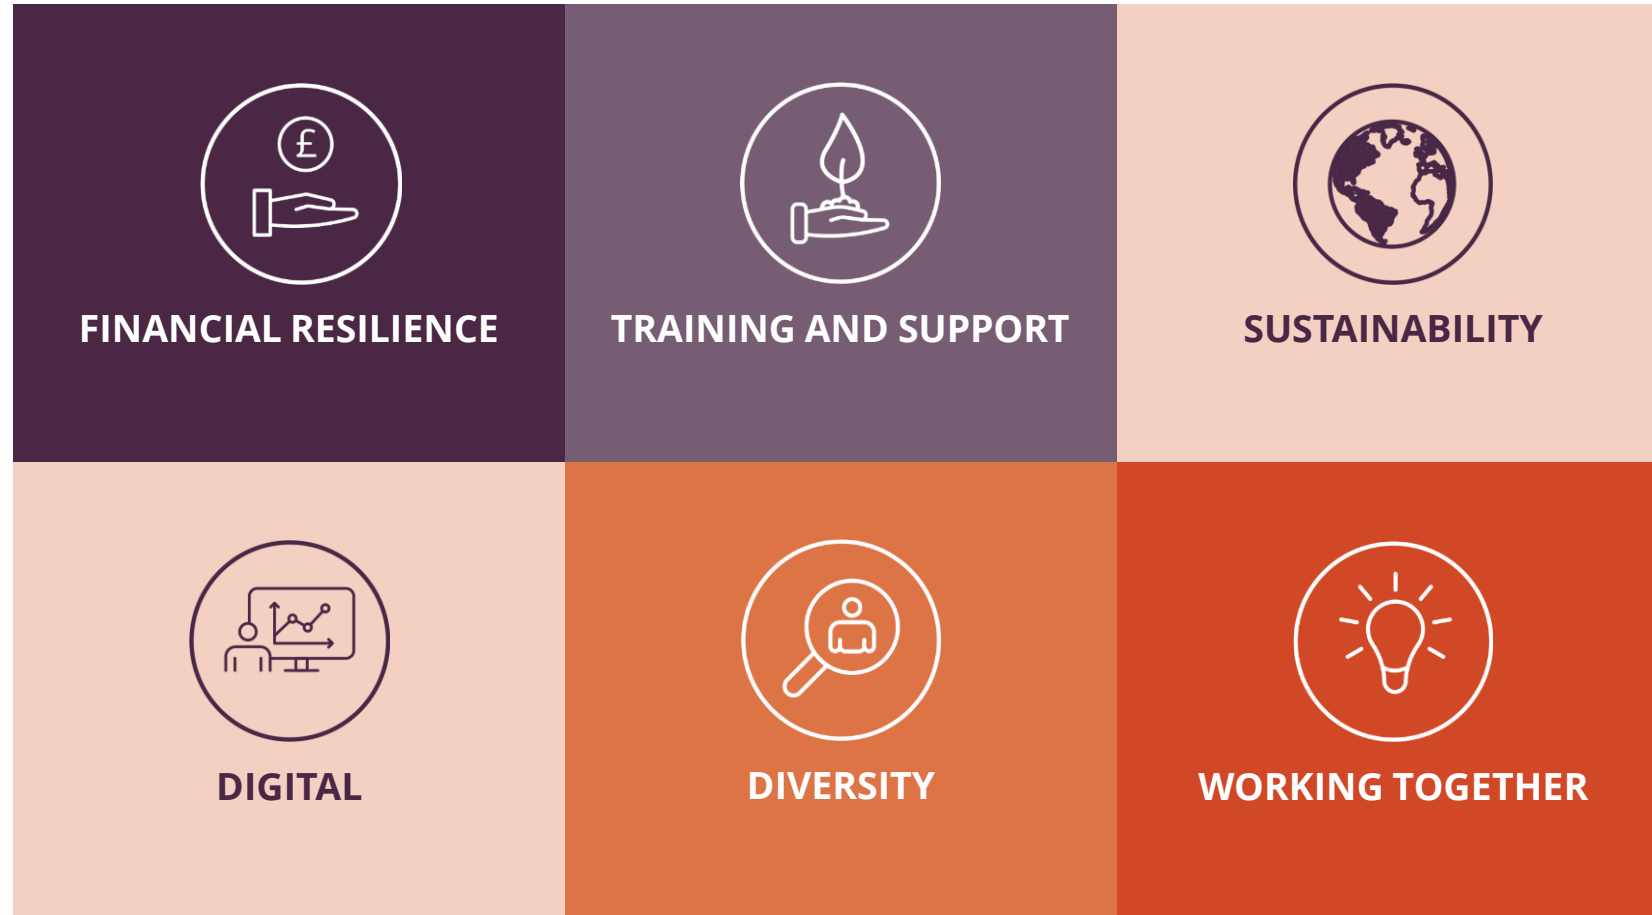 £
FINANCIAL RESILIENCE
TRAINING AND SUPPORT
SUSTAINABILITY
DIGITAL
DIVERSITY
WORKING TOGETHER